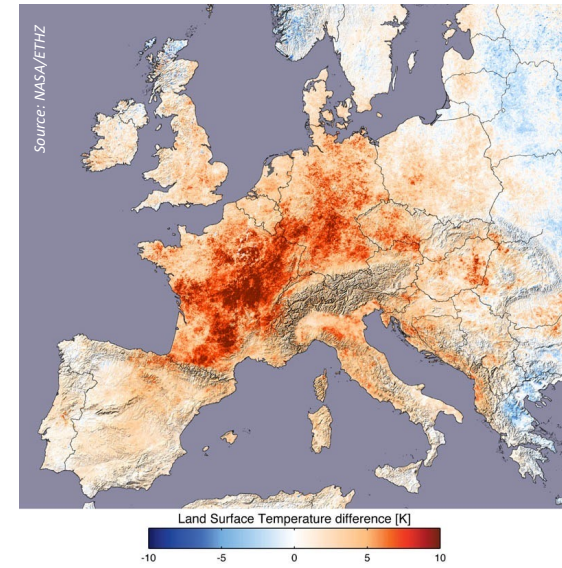 Source: NASA/ETHZ
Land Surface Temperature difference [K]
-10 -5 0 5 10